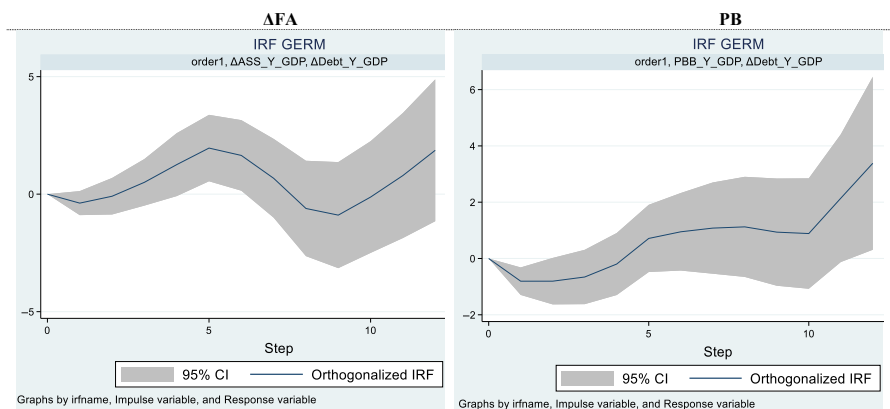 ΔFA
IRF GERM
order1, ΔASS_Y_GDP, ΔDebt_Y_GDP
5
0
−5
0
5
10
Step
95% CI
Orthogonalized IRF
Graphs by irfname, Impulse variable, and Response variable
PB
IRF GERM
order1, PBB_Y_GDP, ΔDebt_Y_GDP
6
4
2
0
−2
0
5
10
Step
95% CI
Orthogonalized IRF
Graphs by irfname, Impulse variable, and Response variable